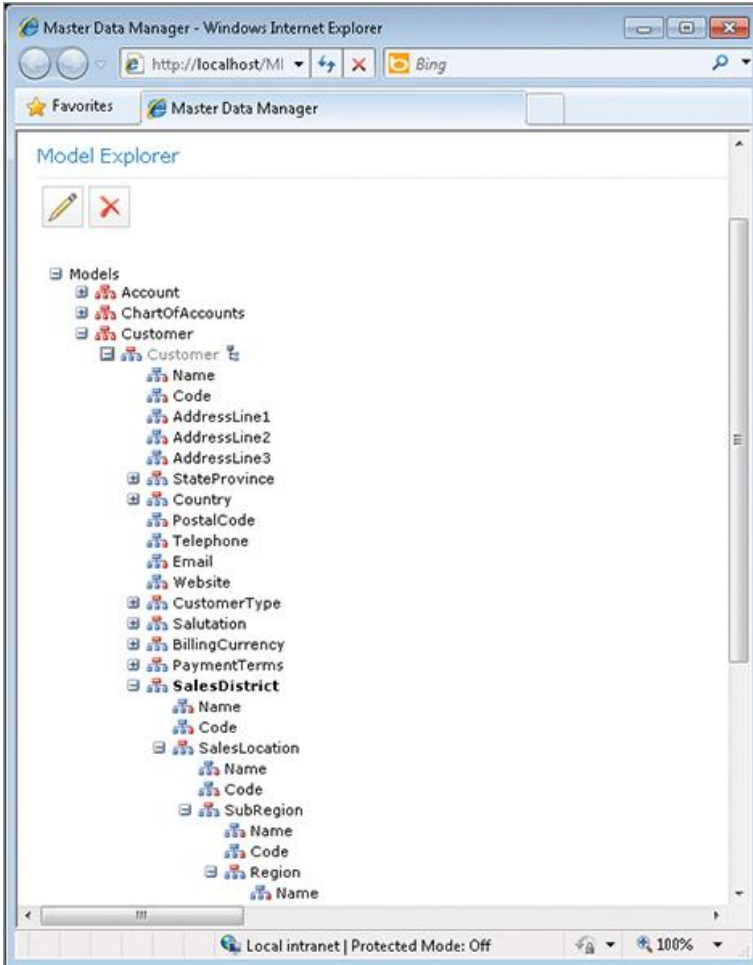 Master Data Manager - Windows Internet Explorer
http://localhost/MI
Bing
Favorites
Master Data Manager
Model Explorer
Models
Account
ChartOfAccounts
Customer
Customer
Name
Code
AddressLine1
AddressLine2
AddressLine3
StateProvince
Country
PostalCode
Telephone
Email
Website
CustomerType
Salutation
BillingCurrency
PaymentTerms
SalesDistrict
Name
Code
SalesLocation
Name
Code
SubRegion
Name
Code
Region
Name
Local intranet | Protected Mode: Off
100%